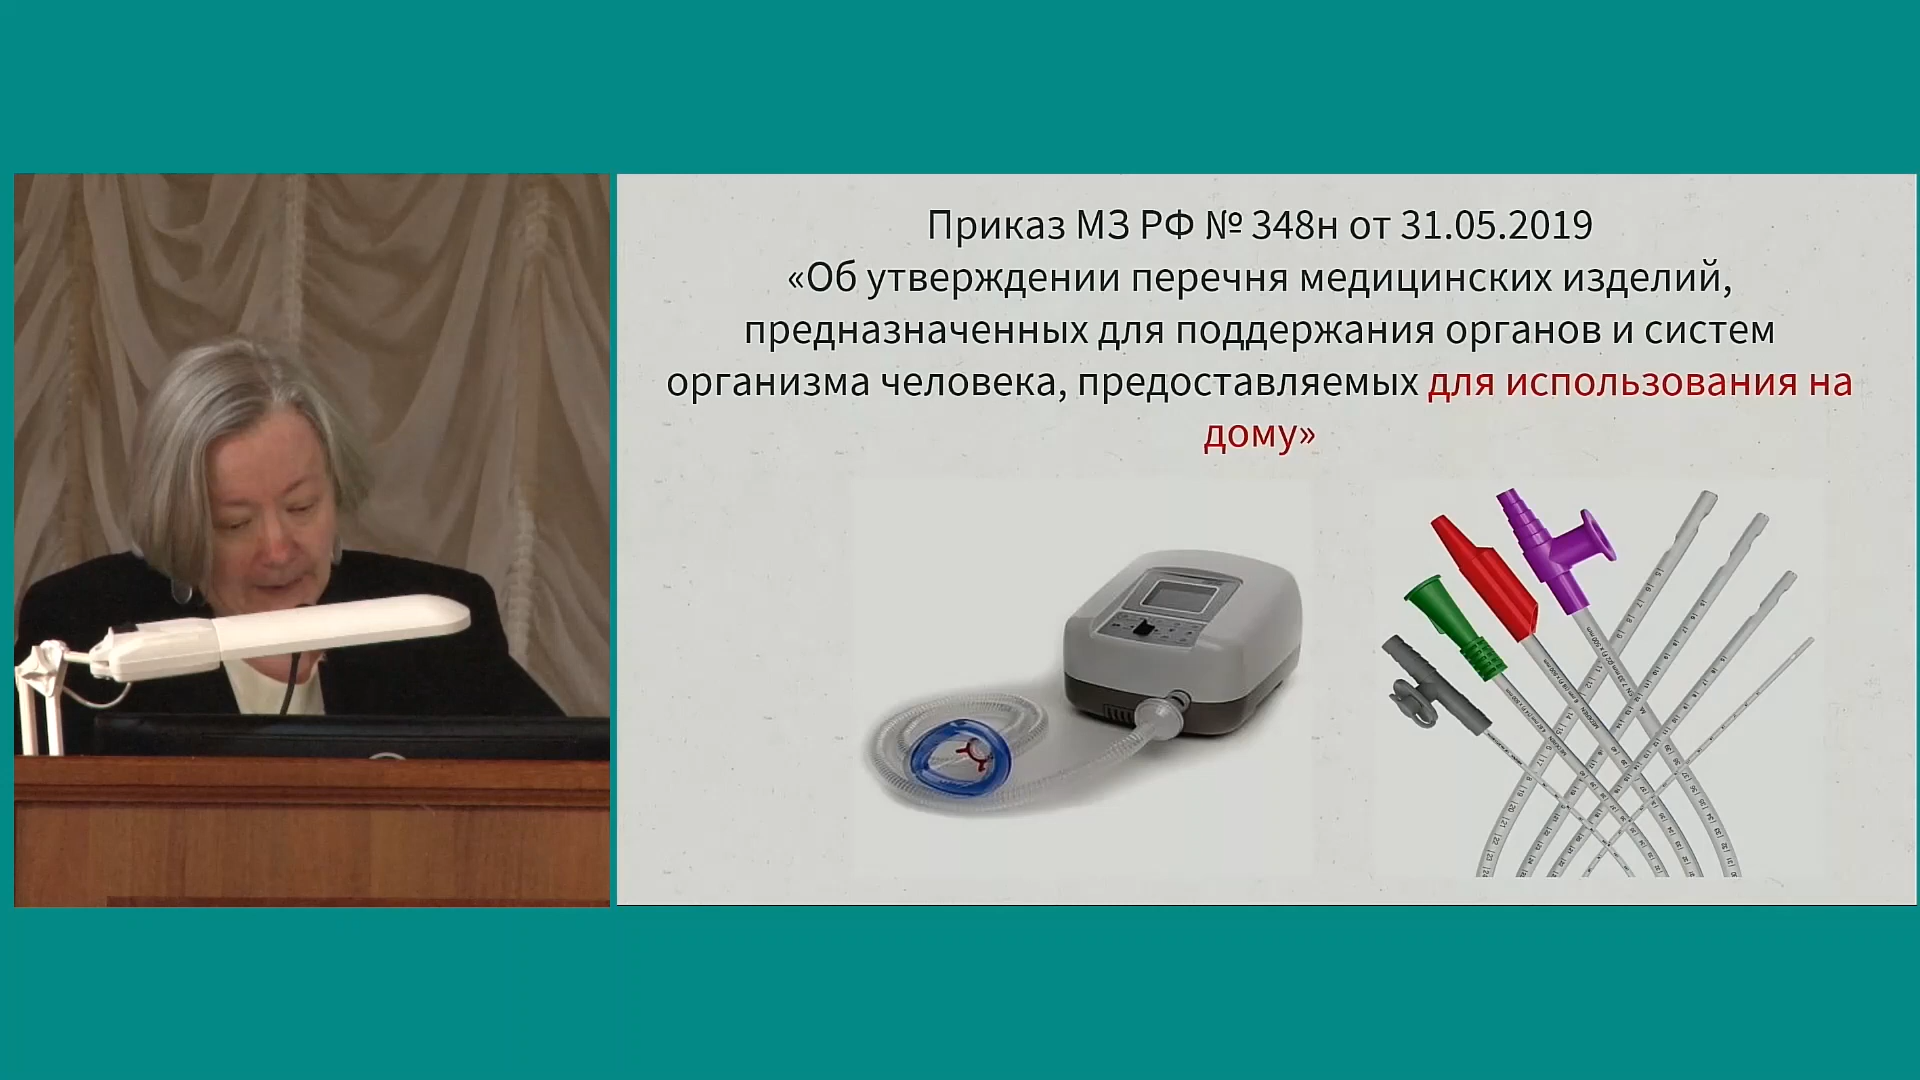 Приказ МЗ РФ № 348н от 31.05.2019
«Об утверждении перечня медицинских изделий,
предназначенных для поддержания органов и систем
организма человека, предоставляемых для использования на
дому»